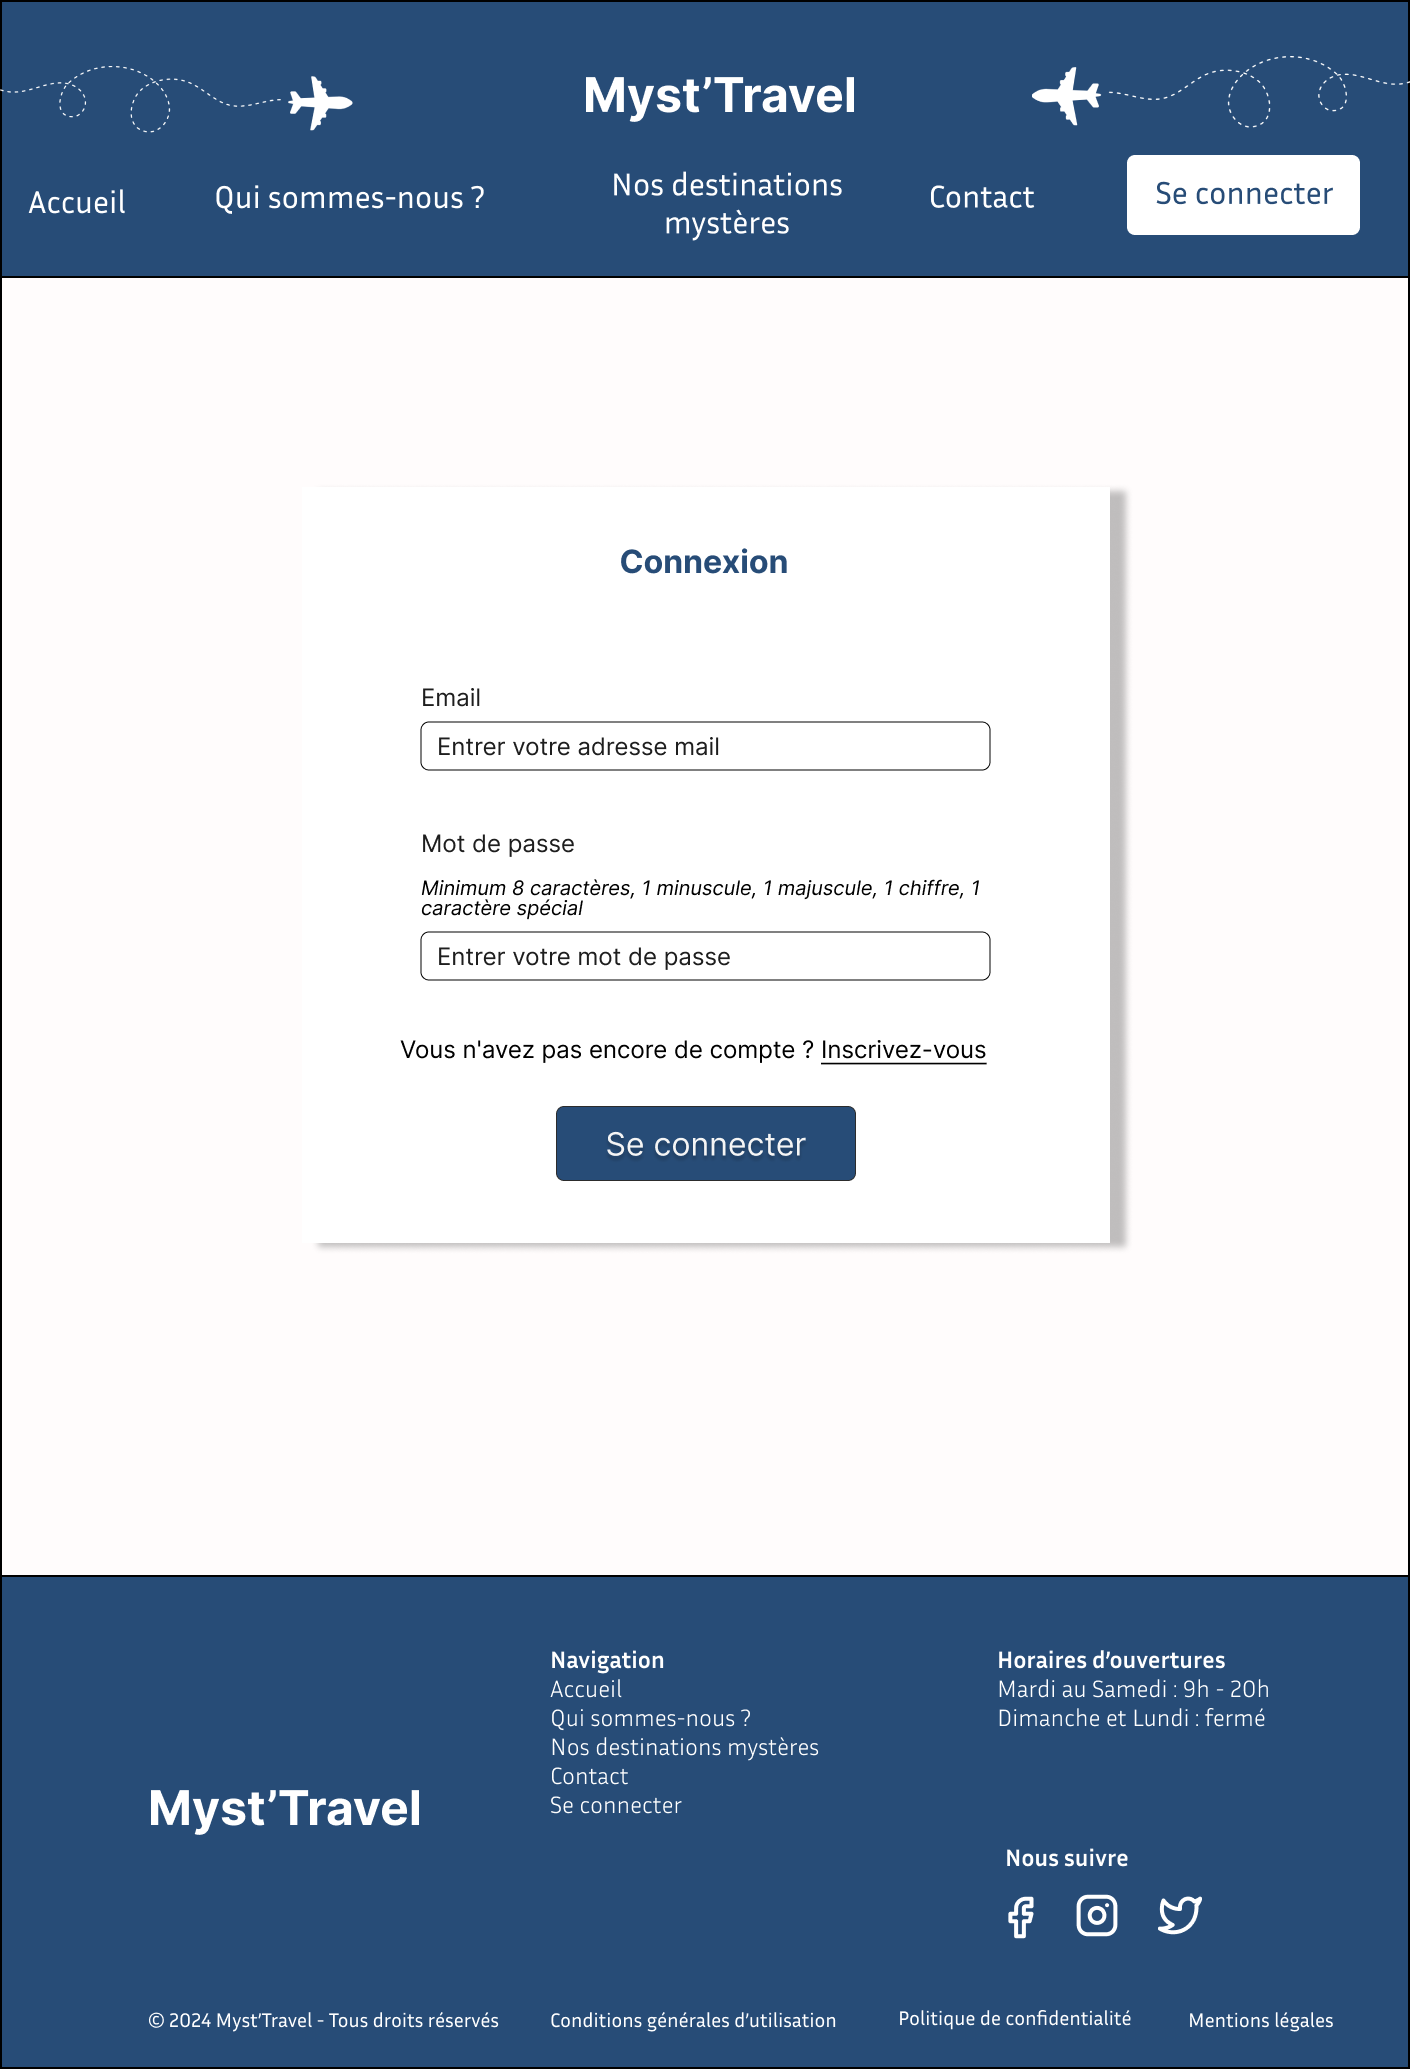 Myst’Travel
Accueil
Qui sommes-nous ?
Nos destinations
mystères
Contact
Se connecter
Connexion
Email
Entrer votre adresse mail
Mot de passe
Minimum 8 caractères, 1 minuscule, 1 majuscule, 1 chiffre, 1
caractère spécial
Entrer votre mot de passe
Vous n'avez pas encore de compte ? Inscrivez-vous
Se connecter
Myst’Travel
Navigation
Accueil
Qui sommes-nous ?
Nos destinations mystères
Contact
Se connecter
Horaires d’ouvertures
Mardi au Samedi : 9h - 20h
Dimanche et Lundi : fermé
Nous suivre
© 2024 Myst’Travel - Tous droits réservés
Conditions générales d’utilisation
Politique de confidentialité
Mentions légales